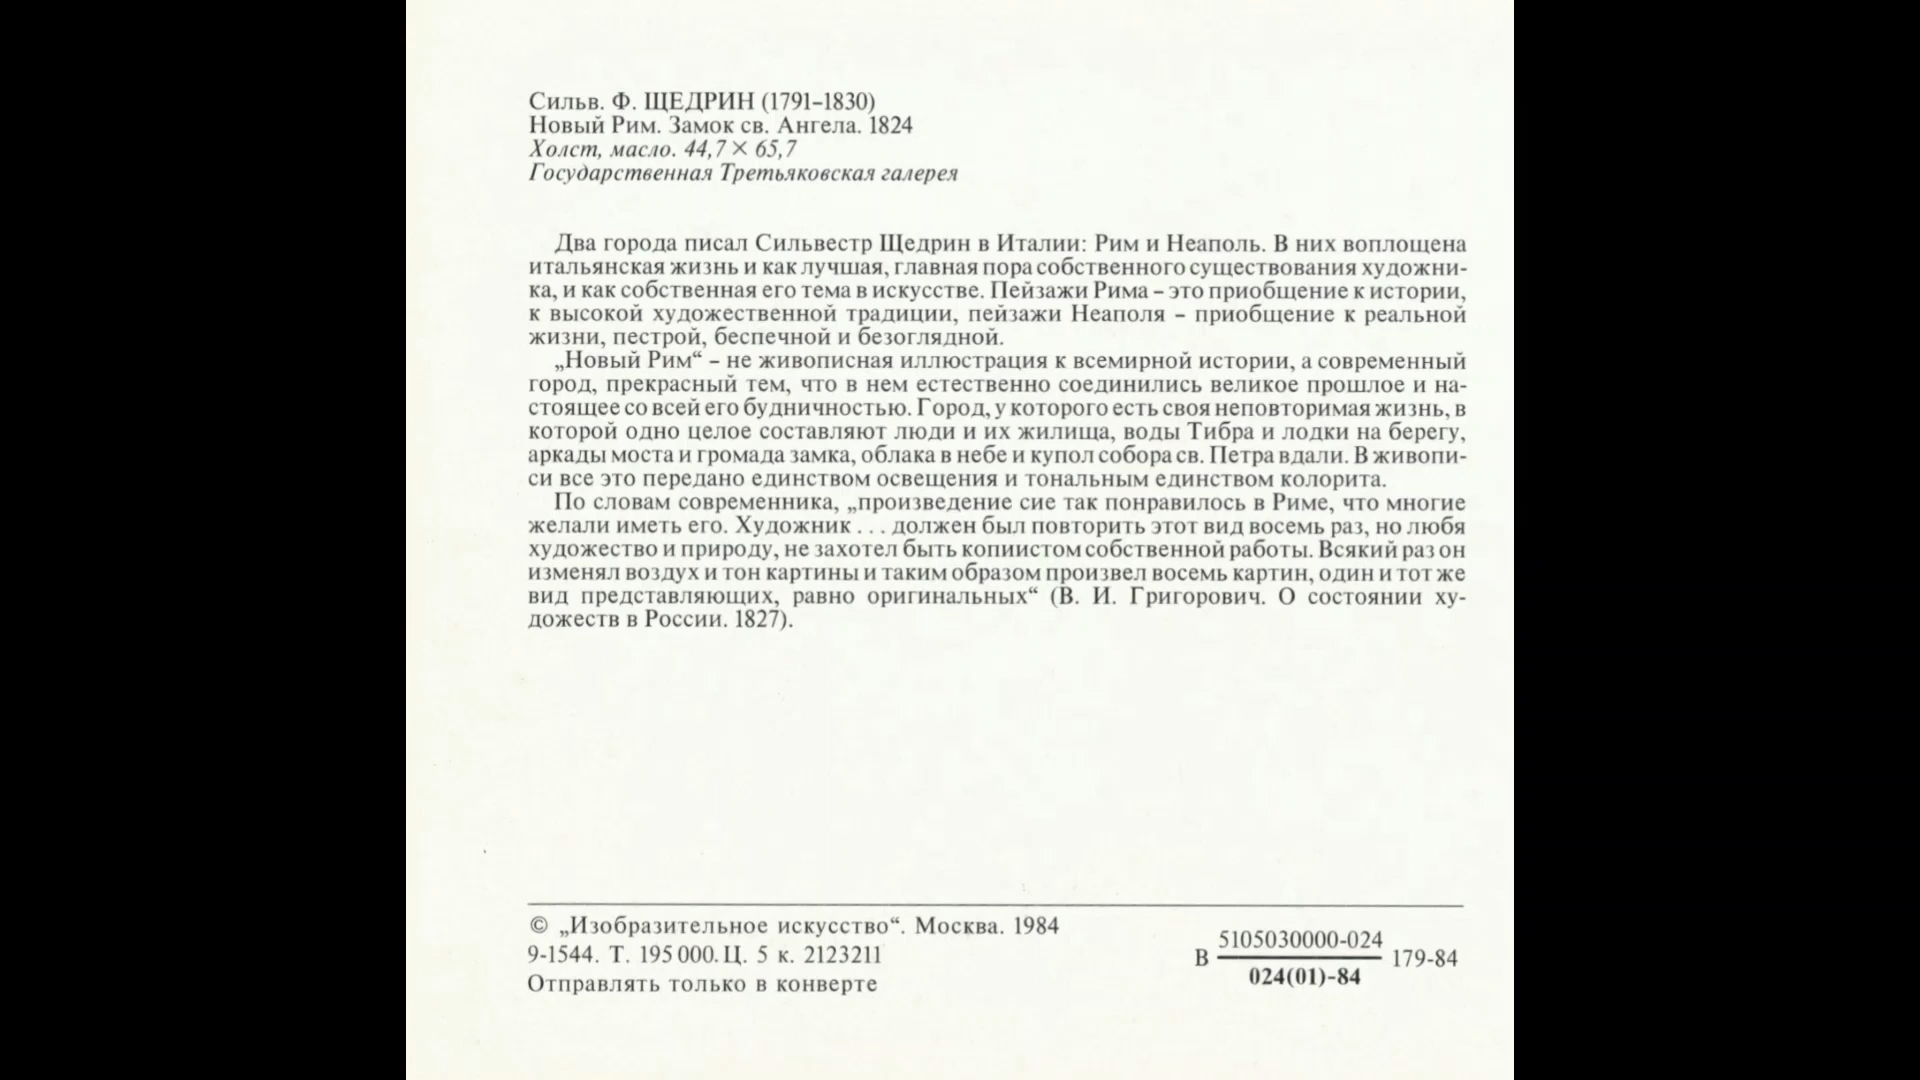 Сильв. Ф. ЩЕДРИН (1791–1830)
Новый Рим. Замок св. Ангела. 1824
Холст, масло. 44,7 × 65,7
Государственная Третьяковская галерея
Два города писал Сильвестр Щедрин в Италии: Рим и Неаполь. В них воплощена
итальянская жизнь и как лучшая, главная пора собственного существования художни-
ка, и как собственная его тема в искусстве. Пейзажи Рима – это приобщение к истории,
к высокой художественной традиции, пейзажи Неаполя – приобщение к реальной
жизни, пестрой, беспечной и безоглядной.
„Новый Рим“ – не живописная иллюстрация к всемирной истории, а современный
город, прекрасный тем, что в нем естественно соединились великое прошлое и на-
стоящее со всей его будничностью. Город, у которого есть своя неповторимая жизнь, в
которой одно целое составляют люди и их жилища, воды Тибра и лодки на берегу,
аркады моста и громада замка, облака в небе и купол собора св. Петра вдали. В живопи-
си все это передано единством освещения и тональным единством колорита.
По словам современника, „произведение сие так понравилось в Риме, что многие
желали иметь его. Художник . . . должен был повторить этот вид восемь раз, но любя
художество и природу, не захотел быть копиистом собственной работы. Всякий раз он
изменял воздух и тон картины и таким образом произвел восемь картин, один и тот же
вид представляющих, равно оригинальных“ (В. И. Григорович. О состоянии ху-
дожеств в России. 1827).
© „Изобразительное искусство“. Москва. 1984
9-1544. Т. 195 000. Ц. 5 к. 2123211
Отправлять только в конверте
5105030000-024
В 179-84
024(01)-84